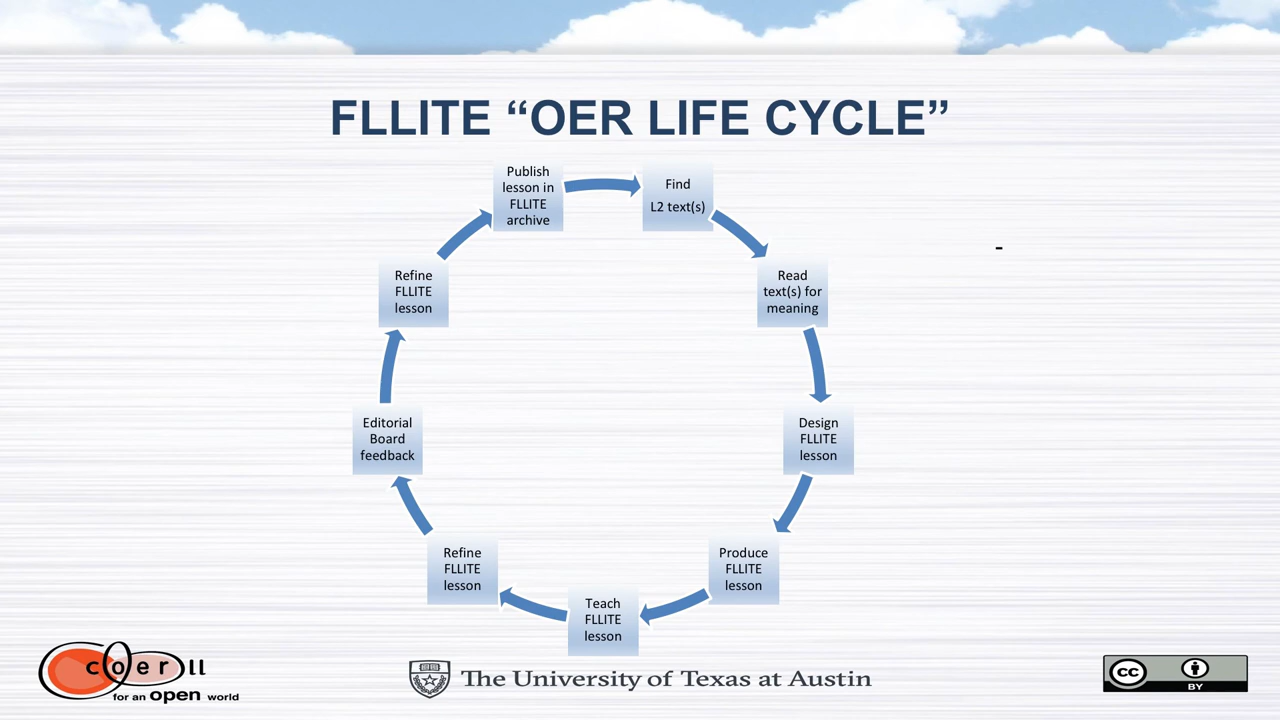 FLLITE “OER LIFE CYCLE”
Publish
lesson in
FLLITE
archive
Find
L2 text(s)
Read
text(s) for
meaning
Design
FLLITE
lesson
Produce
FLLITE
lesson
Teach
FLLITE
lesson
Refine
FLLITE
lesson
Editorial
Board
feedback
Refine
FLLITE
lesson
-
coerll
for an open world
The University of Texas at Austin
cc
BY